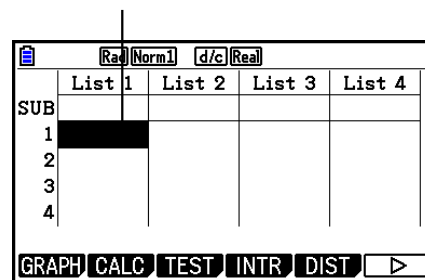 Rad Norm1 d/c Real
List 1 List 2 List 3 List 4
SUB
1
2
3
4
GRAPH CALC TEST INTR DIST